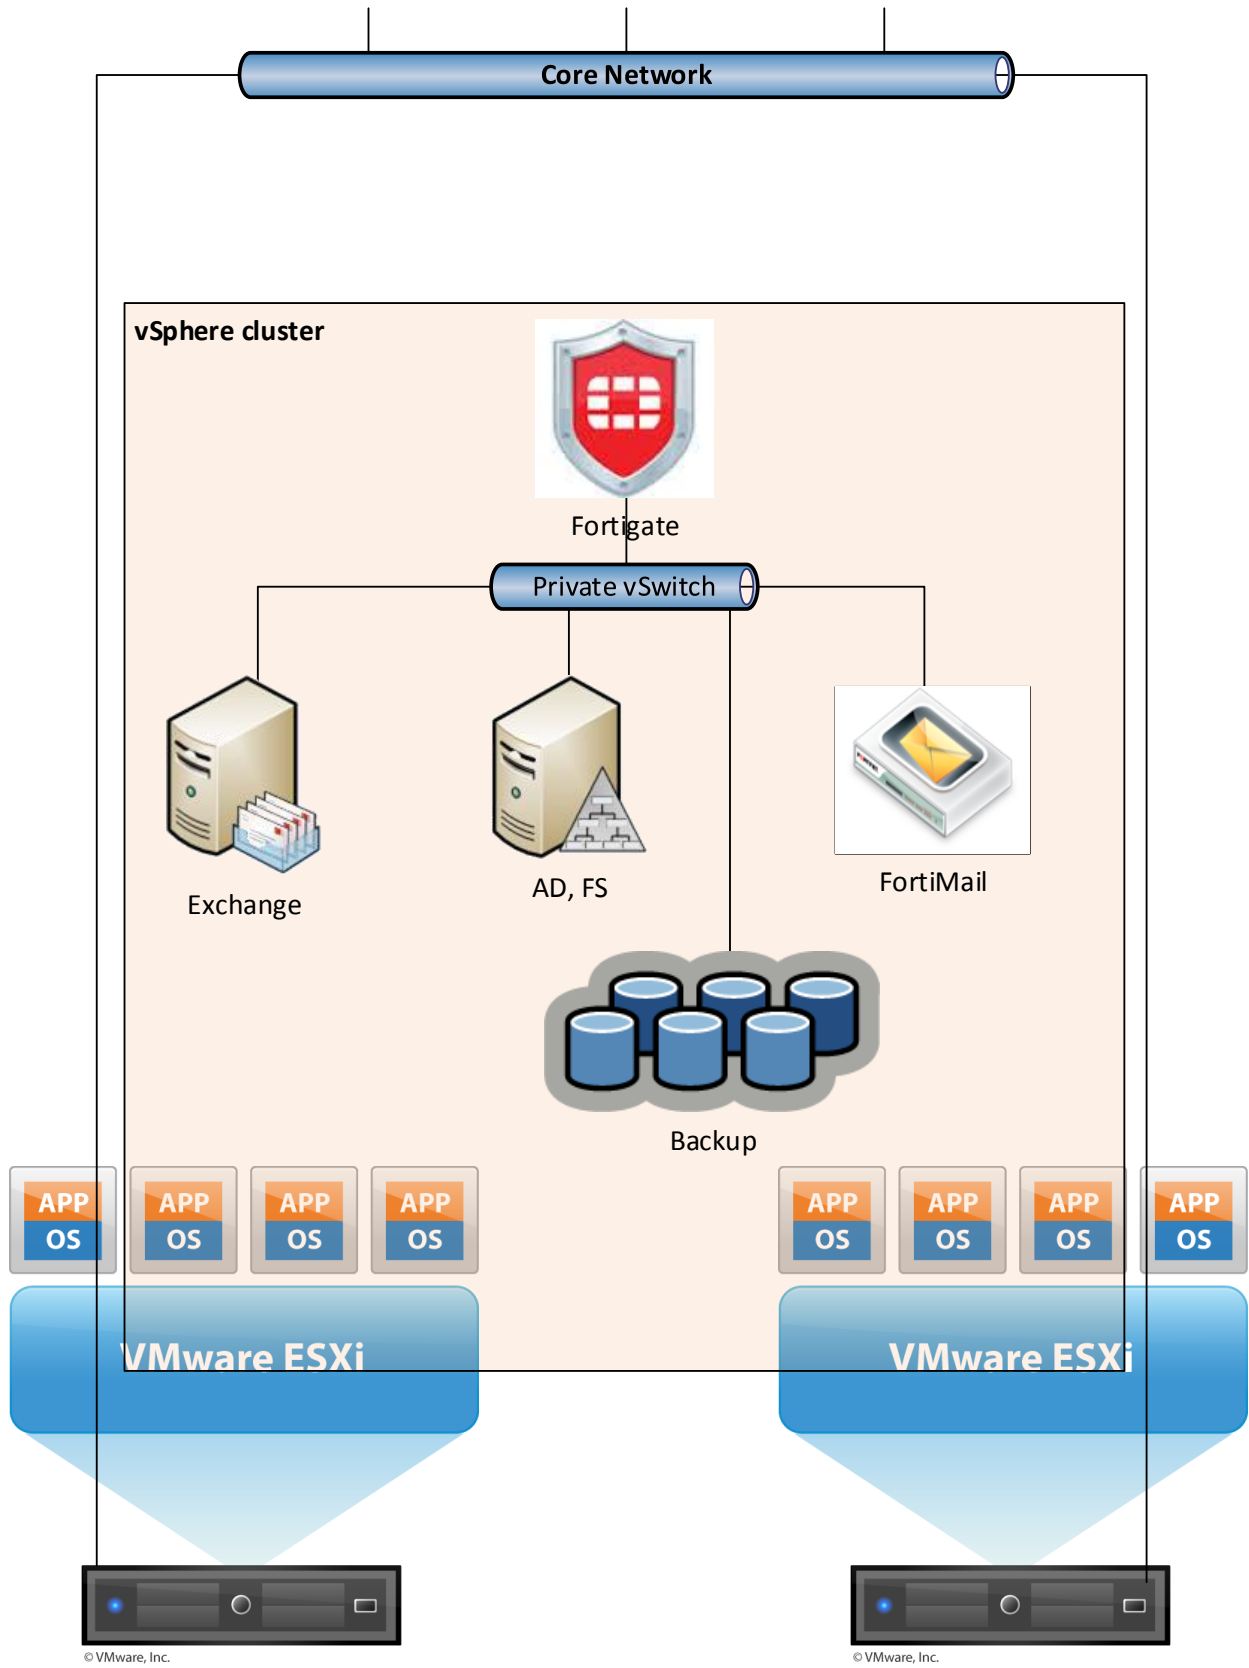 Core Network
vSphere cluster
Fortigate
Private vSwitch
Exchange
AD, FS
FortiMail
Backup
APP APP APP APP APP APP APP APP
OS OS OS OS OS OS OS OS
VMware ESXi VMware ESXi
© VMware, Inc. © VMware, Inc.